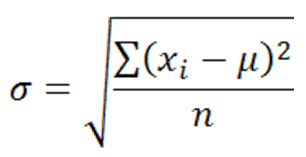 σ = √(∑(xᵢ − μ)² / n)